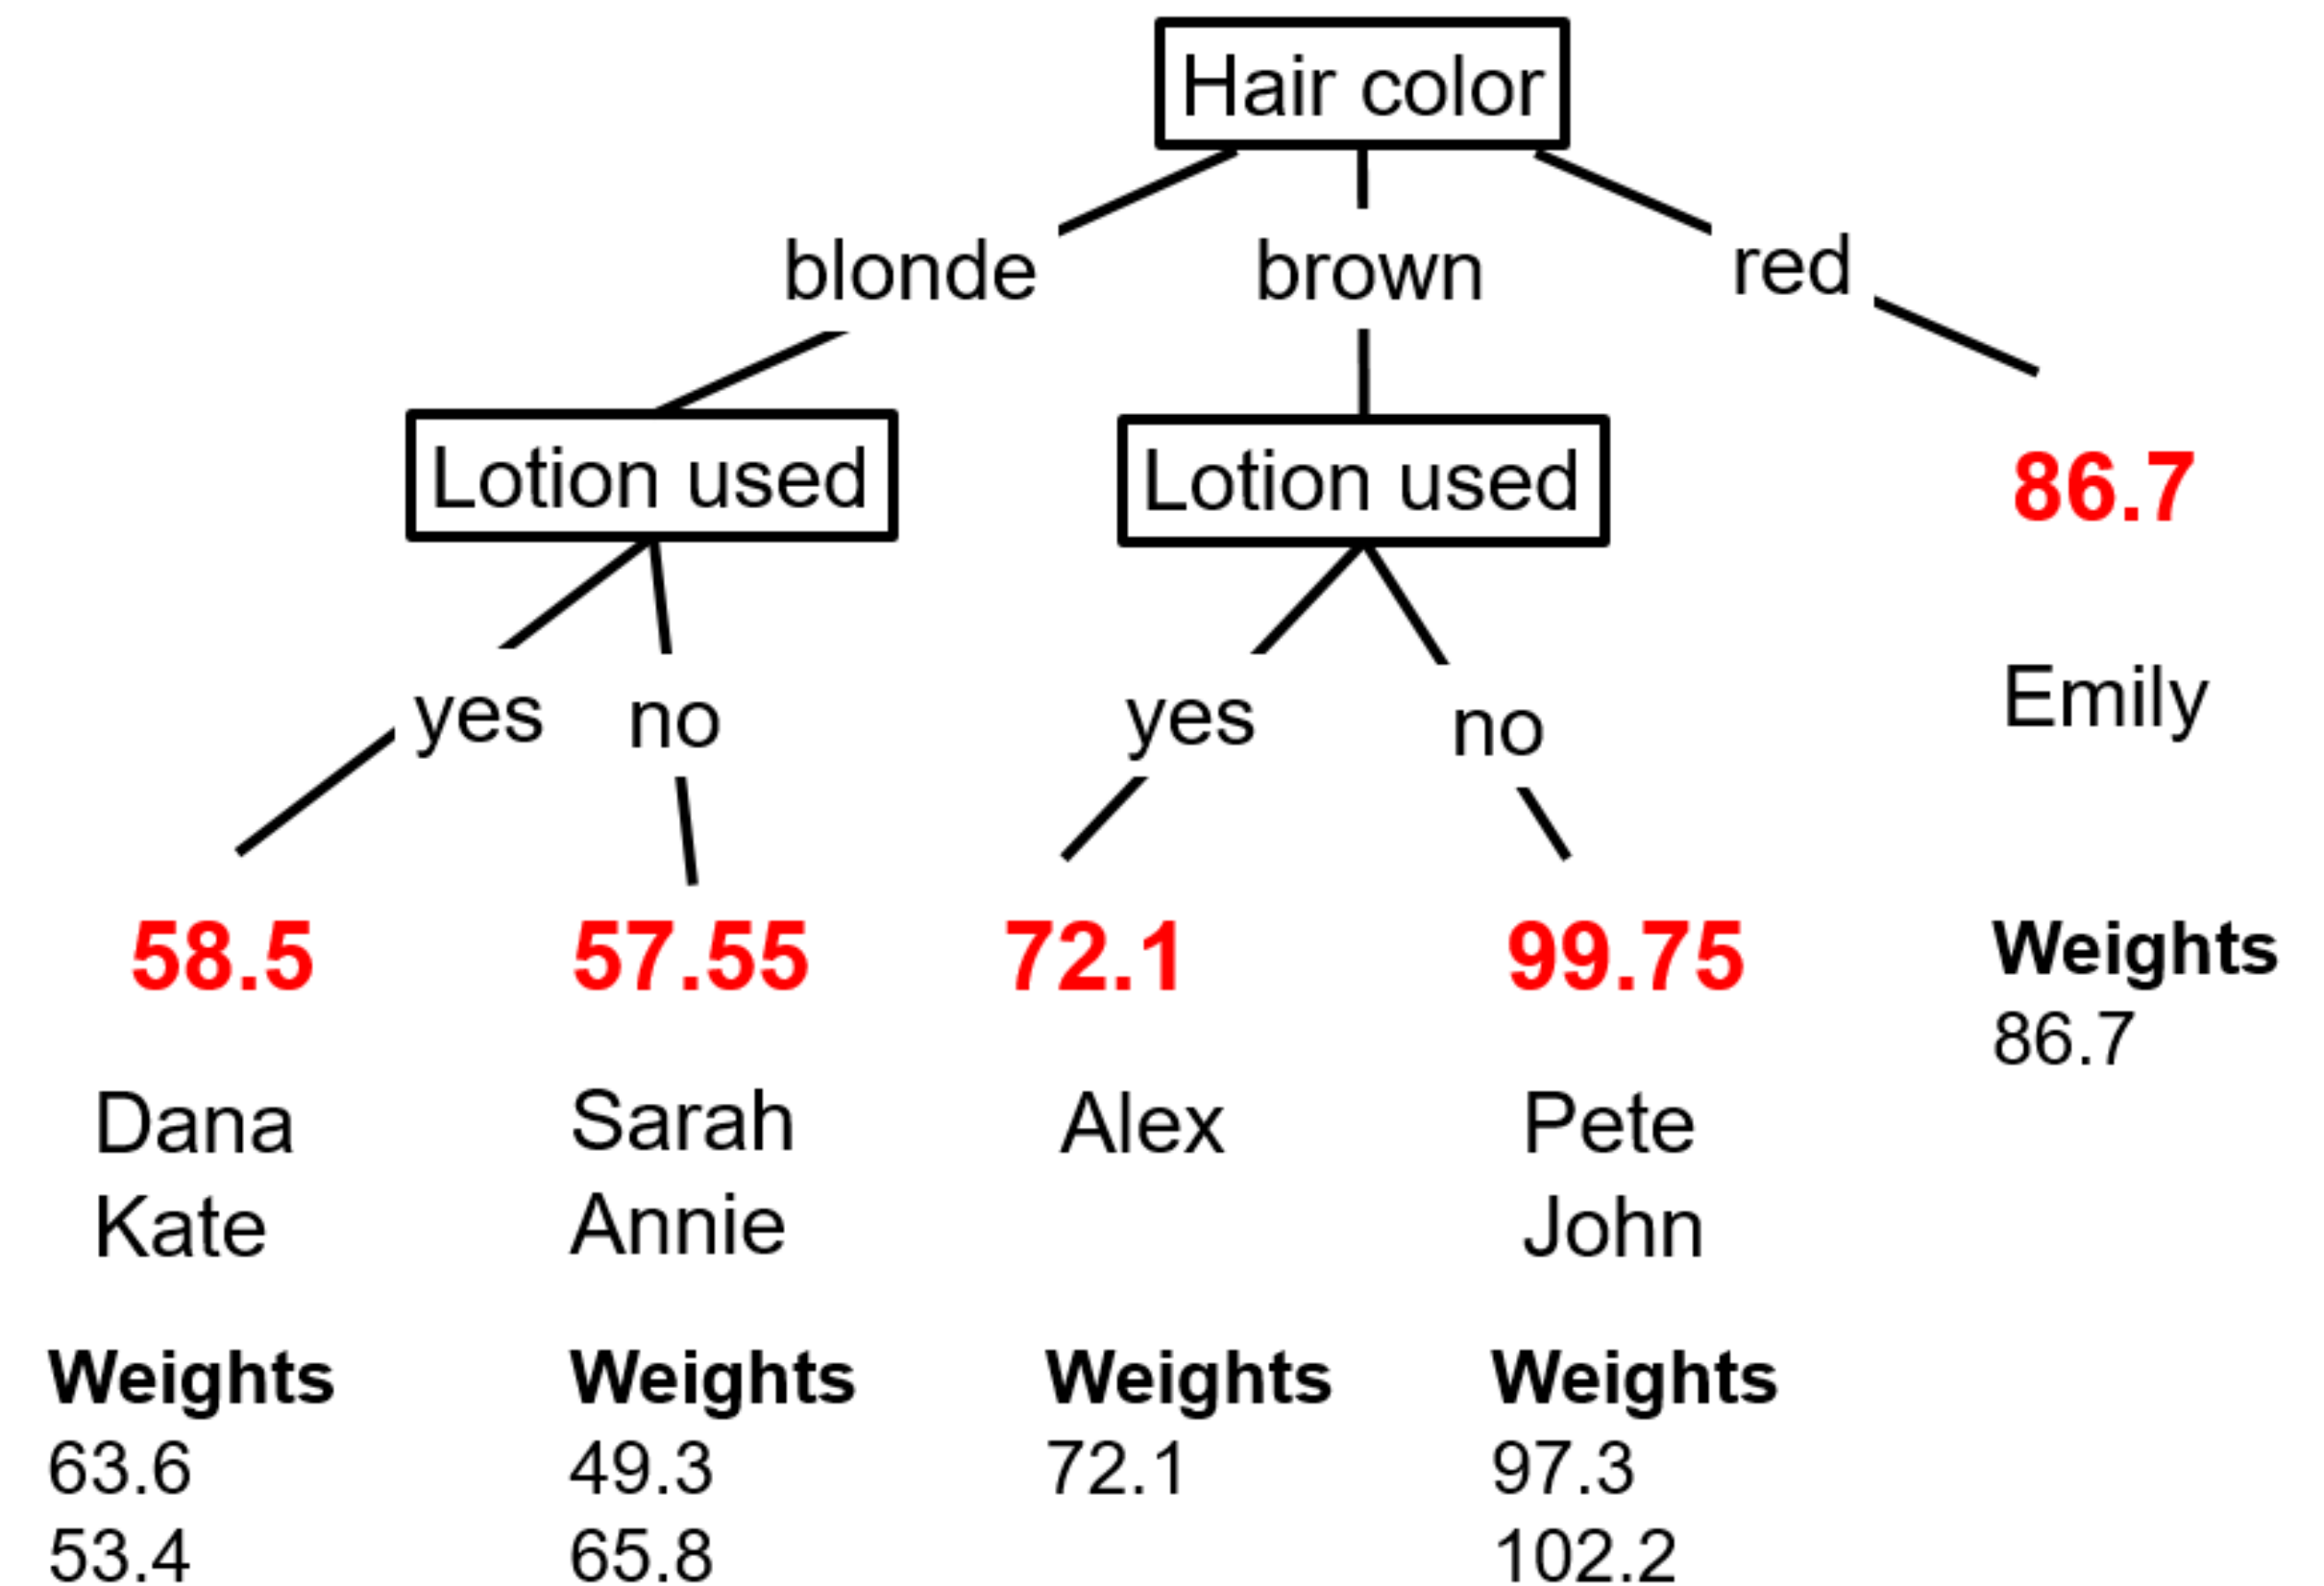 Hair color
blonde
brown
red
Lotion used
Lotion used
86.7
yes
no
yes
no
Emily
58.5
57.55
72.1
99.75
Weights
86.7
Dana
Kate
Sarah
Annie
Alex
Pete
John
Weights
63.6
53.4
Weights
49.3
65.8
Weights
72.1
Weights
97.3
102.2